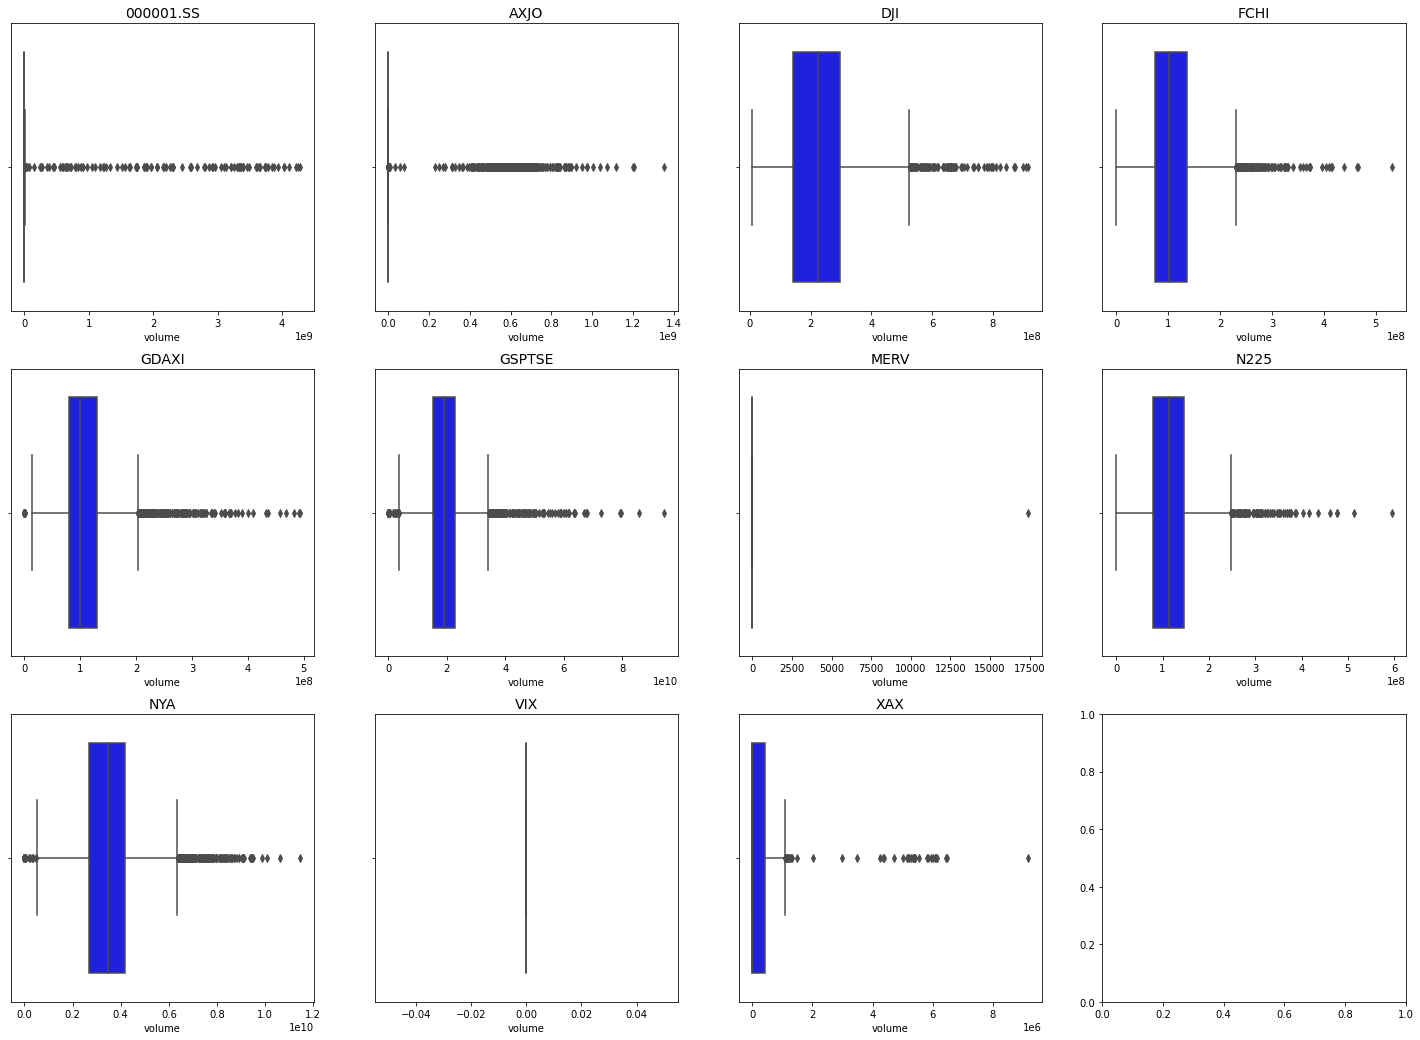 000001.SS AXJO DJI FCHI
0 1 2 3 4 0.0 0.2 0.4 0.6 0.8 1.0 1.2 1.4 0 2 4 6 8 0 1 2 3 4 5
volume 1e9 volume 1e9 volume 1e8 volume 1e8
GDAXI GSPTSE MERV N225
0 1 2 3 4 5 0 2 4 6 8 0 2500 5000 7500 10000 12500 15000 17500 0 1 2 3 4 5 6
volume 1e8 volume 1e10 volume volume 1e8
NYA VIX XAX
1.0
0.8
0.6
0.4
0.2
0.0
0.0 0.2 0.4 0.6 0.8 1.0 1.2 −0.04 −0.02 0.00 0.02 0.04 0 2 4 6 8 0.0 0.2 0.4 0.6 0.8 1.0
volume 1e10 volume volume 1e6